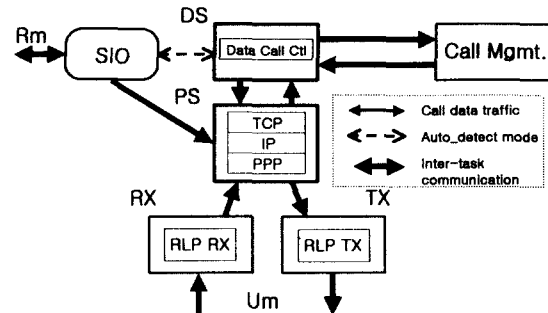 DS
Rm
SIO
Data Call Ctl
Call Mgmt.
PS
TCP
IP
PPP
Call data traffic
Auto_detect mode
Inter-task
communication
RX
TX
RLP RX
RLP TX
Um